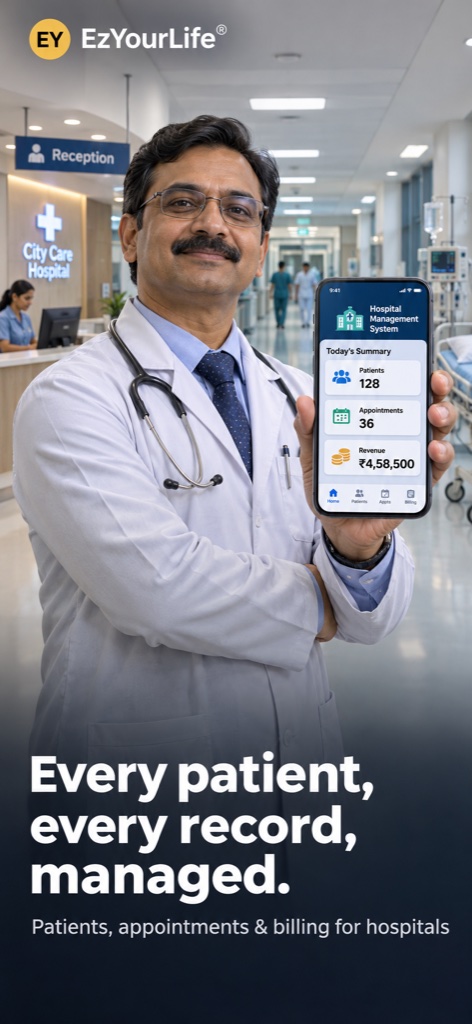 EY EzYourLife®
Reception
City Care
Hospital
9:41
Hospital
Management
System
Today's Summary
Patients
128
Appointments
36
Revenue
₹4,58,500
Home Patients Appts Billing
Every patient,
every record,
managed.
Patients, appointments & billing for hospitals